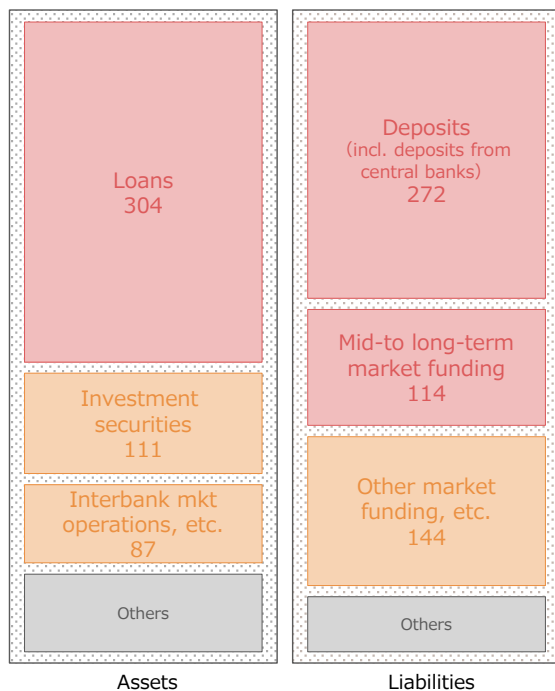 Loans
304
Investment
securities
111
Interbank mkt
operations, etc.
87
Others
Assets
Deposits
(incl. deposits from
central banks)
272
Mid-to long-term
market funding
114
Other market
funding, etc.
144
Others
Liabilities